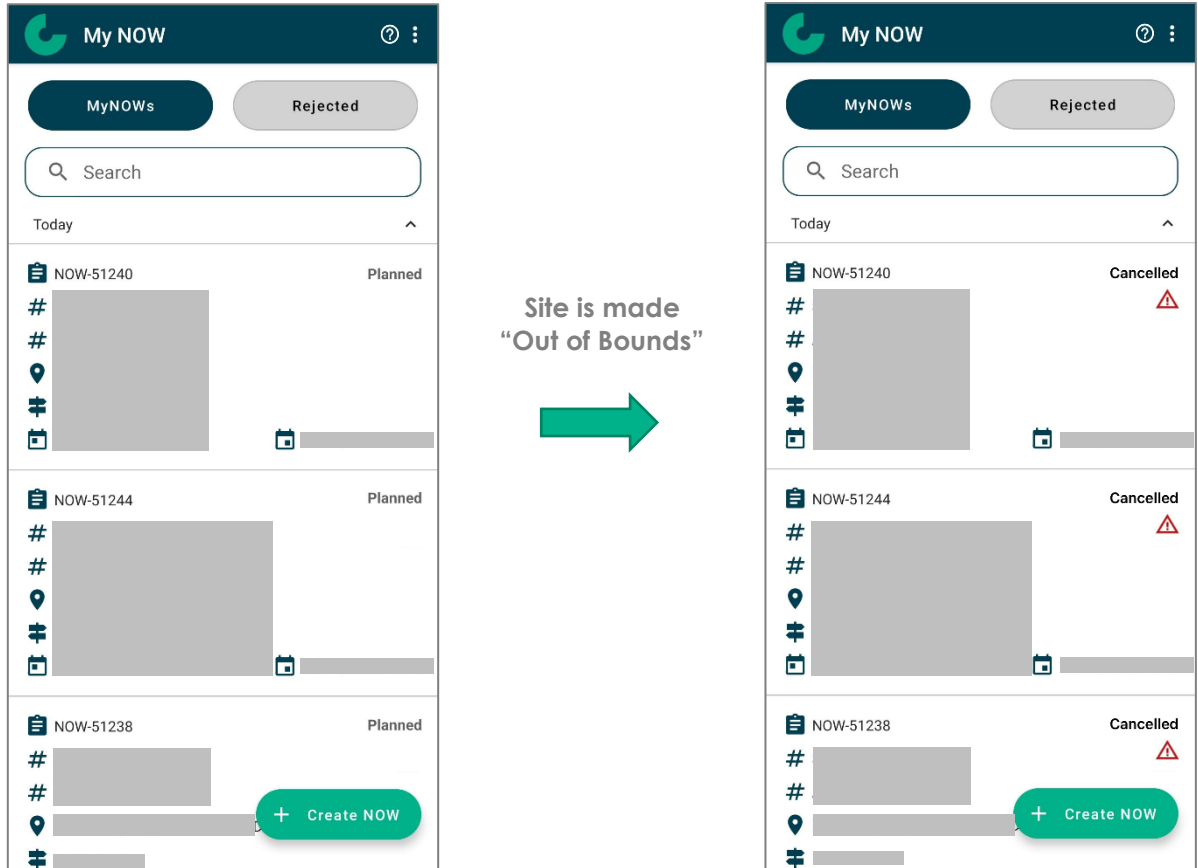 My NOW
MyNOWs
Rejected
Search
Today
NOW-51240
Planned
#
#
NOW-51244
Planned
#
#
NOW-51238
Planned
#
#
+ Create NOW
Site is made
“Out of Bounds”
My NOW
MyNOWs
Rejected
Search
Today
NOW-51240
Cancelled
#
#
NOW-51244
Cancelled
#
#
NOW-51238
Cancelled
#
#
+ Create NOW